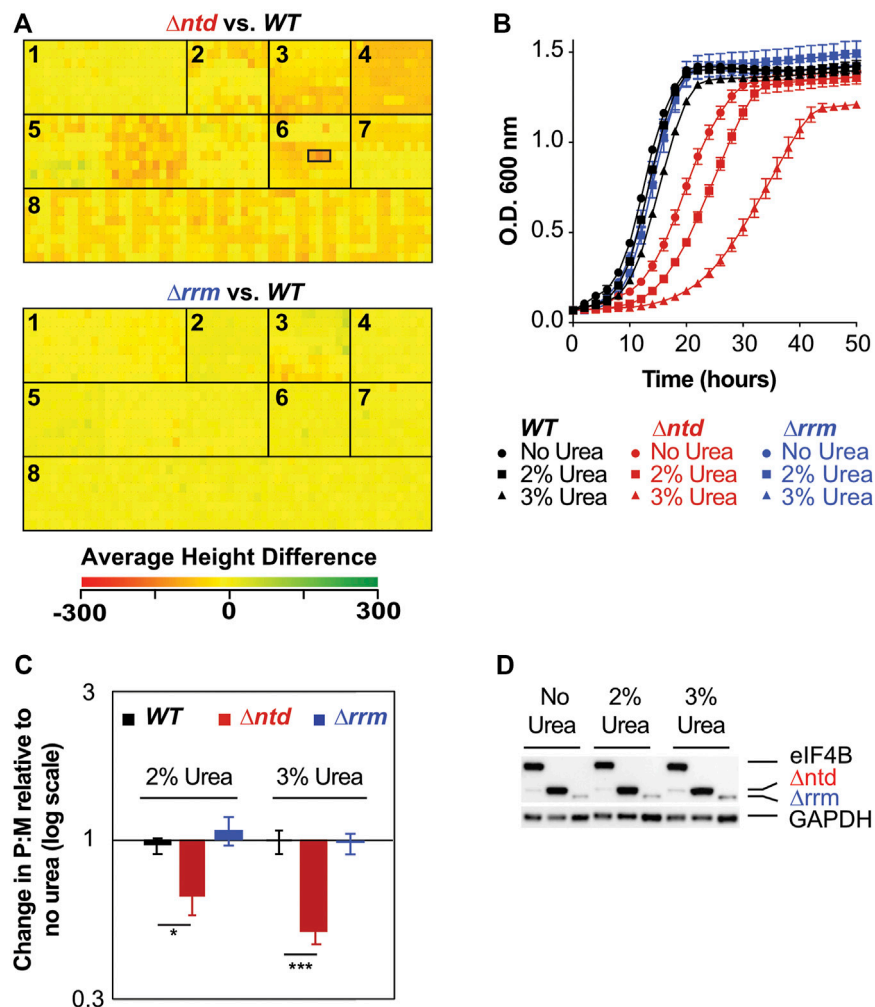 A
Δntd vs. WT
1 2 3 4
5 6 7
8
Δrrm vs. WT
1 2 3 4
5 6 7
8
Average Height Difference
-300 0 300
B
O.D. 600 nm
1.5
1.0
0.5
0.0
0 10 20 30 40 50
Time (hours)
WT Δntd Δrrm
No Urea No Urea No Urea
2% Urea 2% Urea 2% Urea
3% Urea 3% Urea 3% Urea
C
Change in P:M relative to
no urea (log scale)
3
1
0.3
WT Δntd Δrrm
2% Urea 3% Urea
*
***
D
No 2% 3%
Urea Urea Urea
eIF4B
Δntd
Δrrm
GAPDH